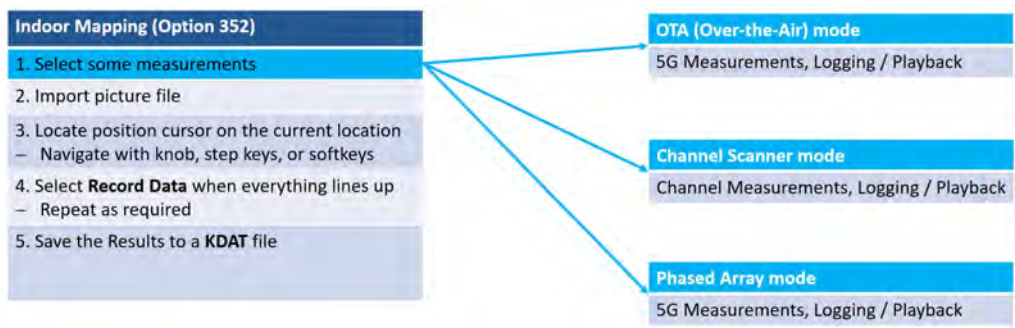 Indoor Mapping (Option 352)
1. Select some measurements
2. Import picture file
3. Locate position cursor on the current location
– Navigate with knob, step keys, or softkeys
4. Select Record Data when everything lines up
– Repeat as required
5. Save the Results to a KDAT file
OTA (Over-the-Air) mode
5G Measurements, Logging / Playback
Channel Scanner mode
Channel Measurements, Logging / Playback
Phased Array mode
5G Measurements, Logging / Playback